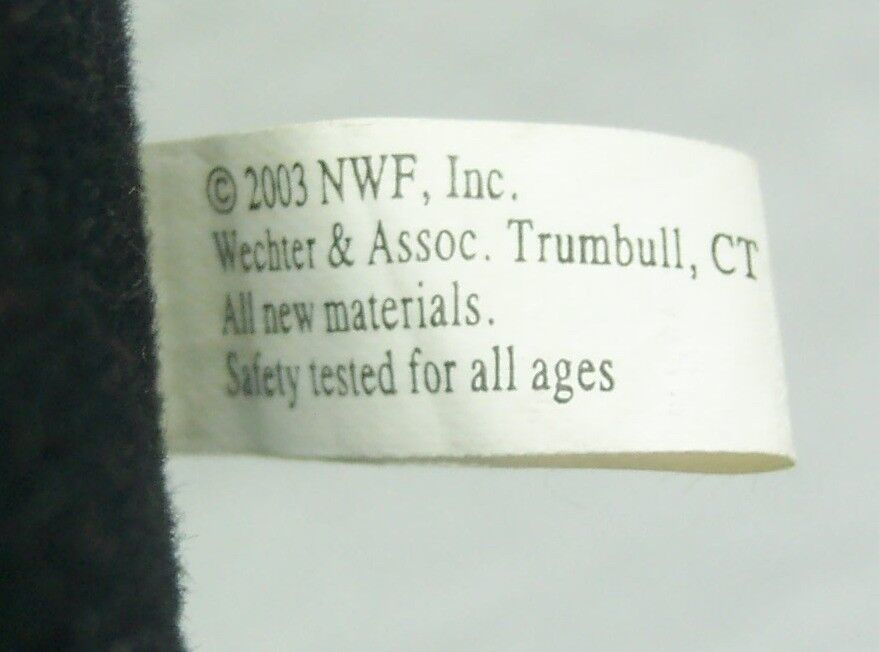 © 2003 NWF, Inc.
Wechter & Assoc. Trumbull, CT
All new materials.
Safety tested for all ages